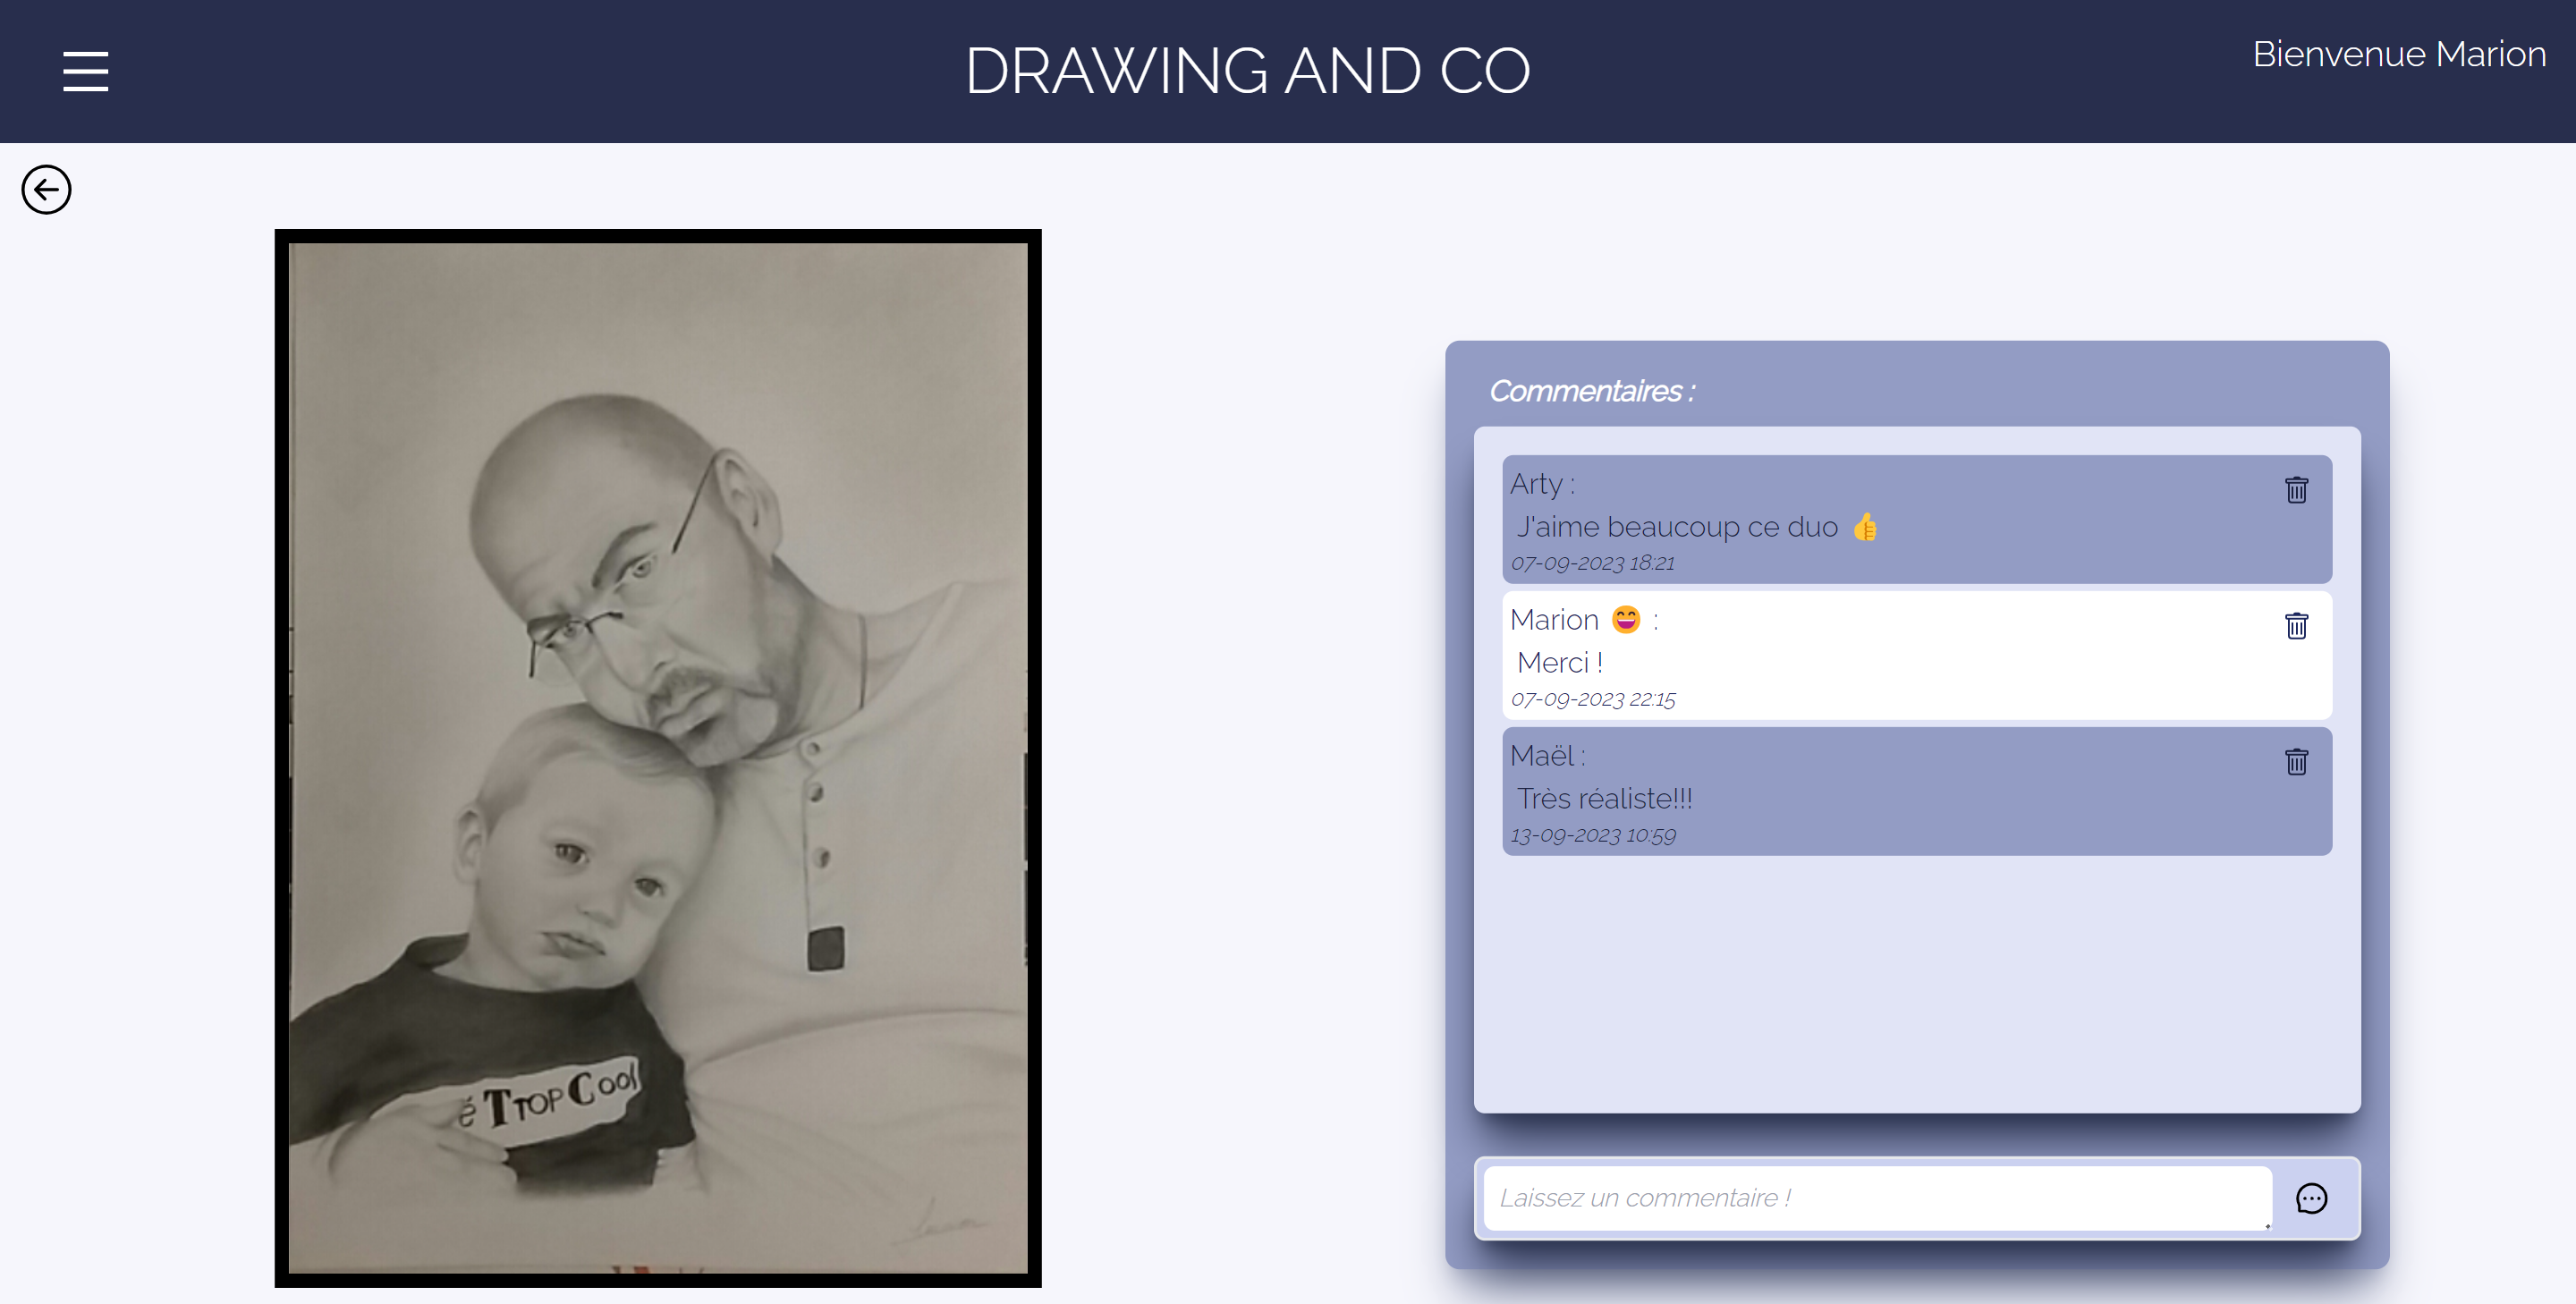 DRAWING AND CO
Bienvenue Marion
é TropCool
Commentaires :
Arty :
J'aime beaucoup ce duo 👍
07-09-2023 18:21
Marion 😄 :
Merci !
07-09-2023 22:15
Maël :
Très réaliste!!!
13-09-2023 10:59
Laissez un commentaire !